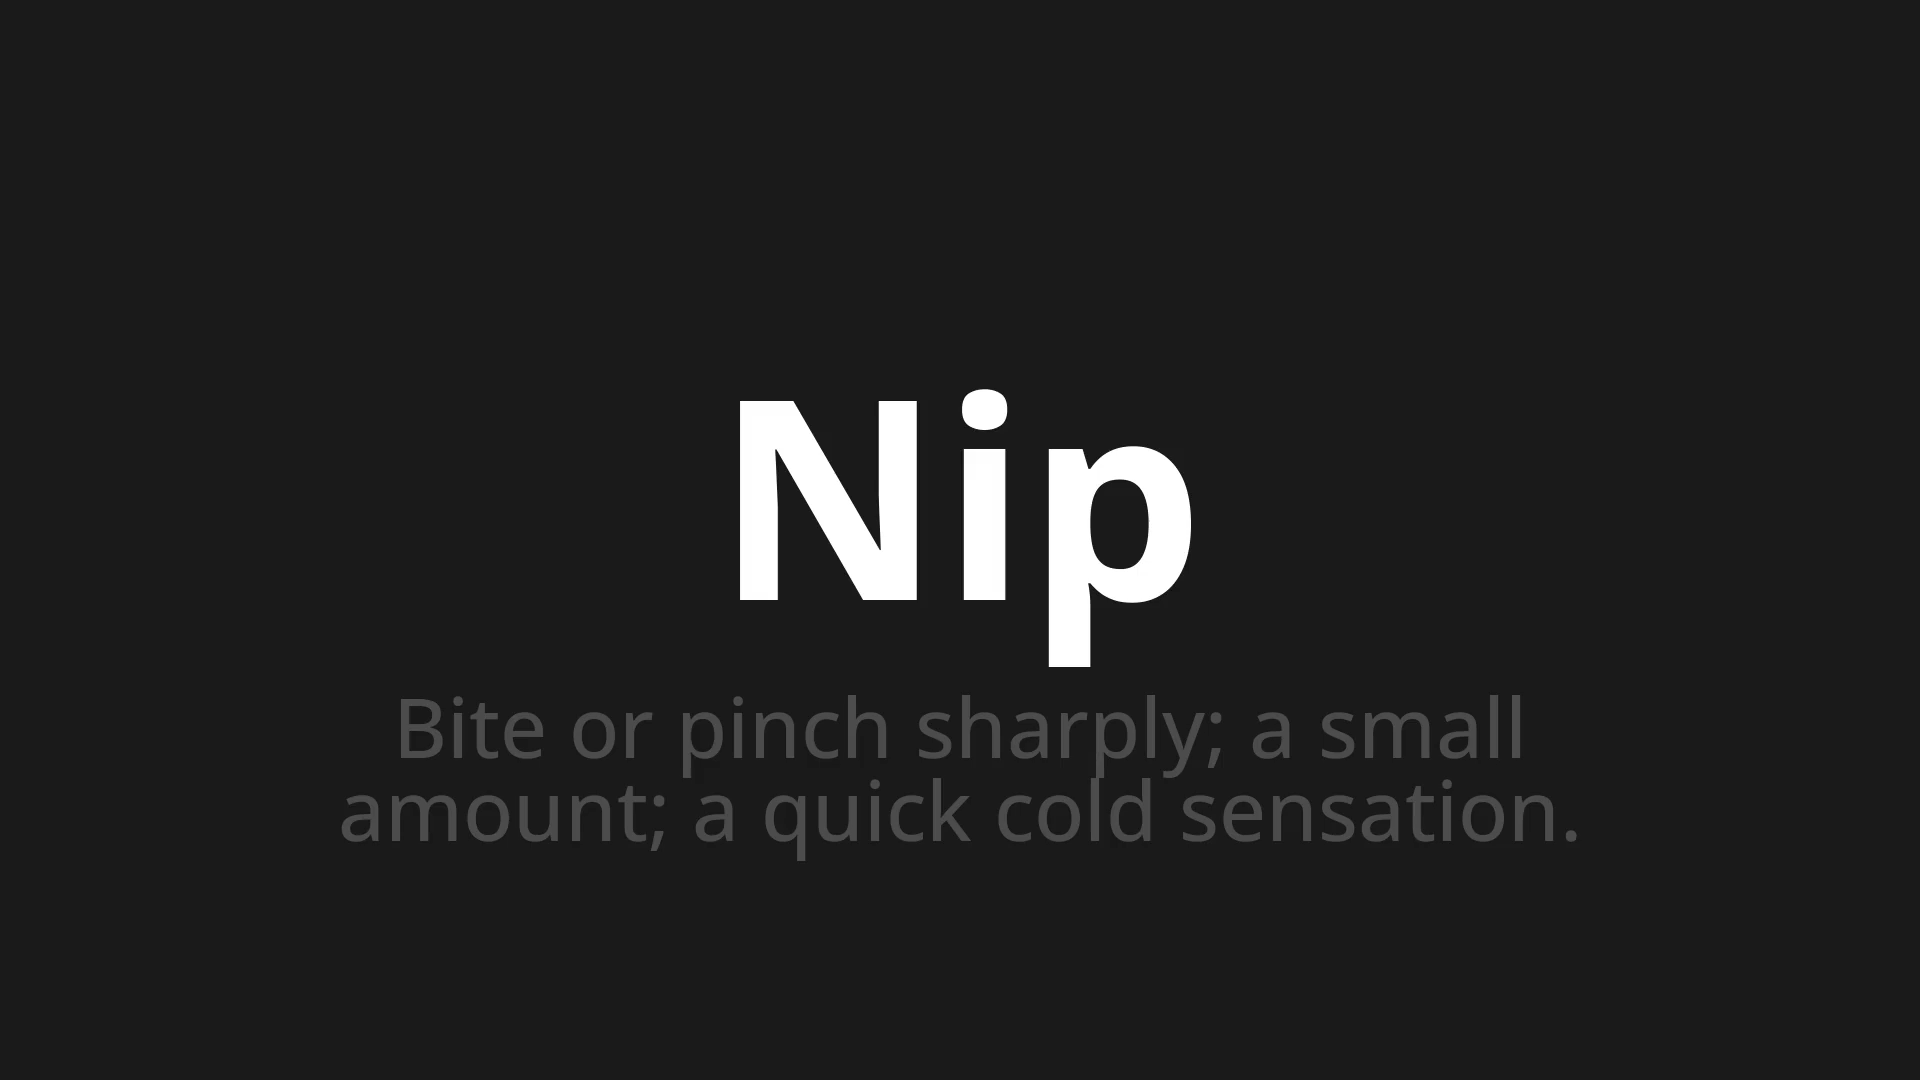 Nip
Bite or pinch sharply; a small
amount; a quick cold sensation.